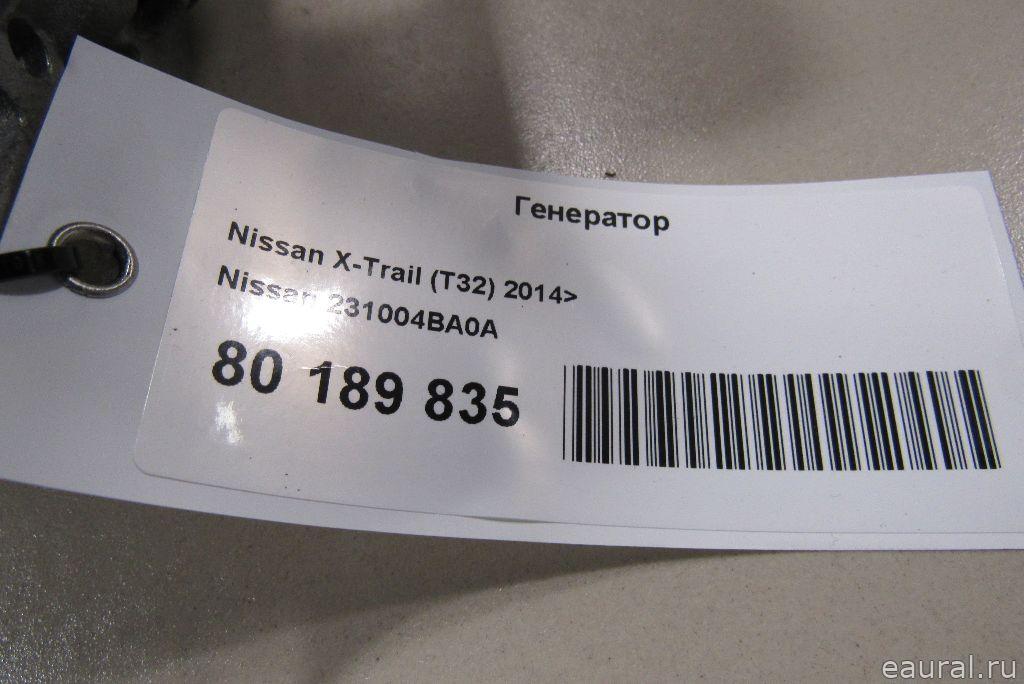 Генератор
Nissan X-Trail (T32) 2014>
Nissan 231004BA0A
80 189 835
eaural.ru